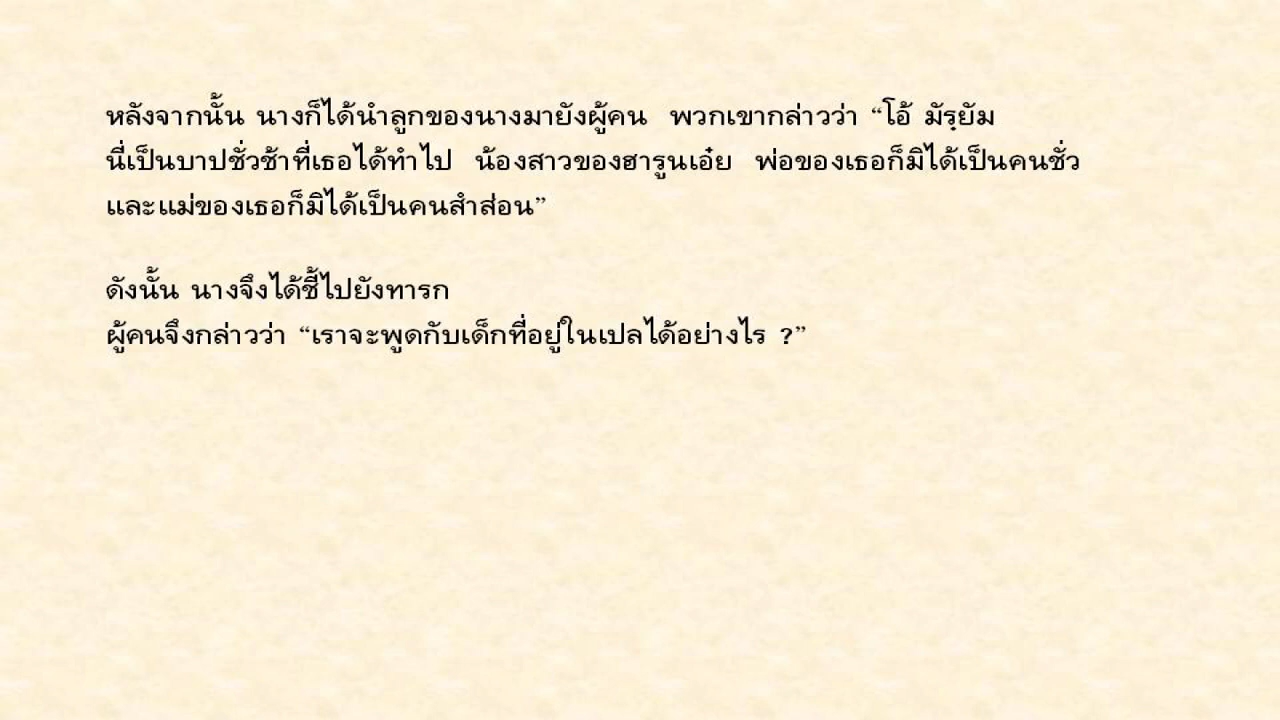 หลังจากนั้น นางก็ได้นำลูกของนางมายังผู้คน พวกเขากล่าวว่า “โอ้ มัรฺยัม
นี่เป็นบาปชั่วช้าที่เธอได้ทำไป น้องสาวของฮารูนเอ๋ย พ่อของเธอก็มิได้เป็นคนชั่ว
และแม่ของเธอก็มิได้เป็นคนสำส่อน”
ดังนั้น นางจึงได้ชี้ไปยังทารก
ผู้คนจึงกล่าวว่า “เราจะพูดกับเด็กที่อยู่ในเปลได้อย่างไร ?”